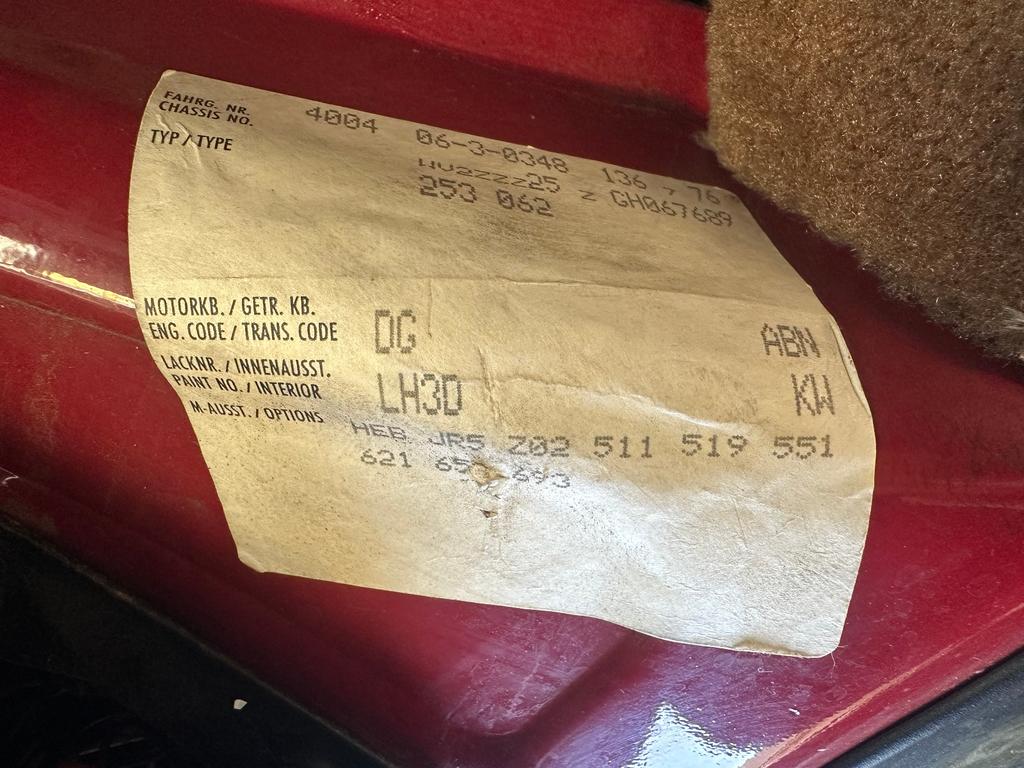 FAHRG. NR.
CHASSIS NO.
4004 06-3-0348 136 - 76
WV2ZZZ25 Z GH067689
TYP / TYPE
253 062
MOTORKB. / GETR. KB.
ENG. CODE / TRANS. CODE
DG ABN
LACKNR. / INNENAUSST.
PAINT NO. / INTERIOR
LH3D KW
M-AUSST. / OPTIONS
HEB JR5 Z02 511 519 551
621 693